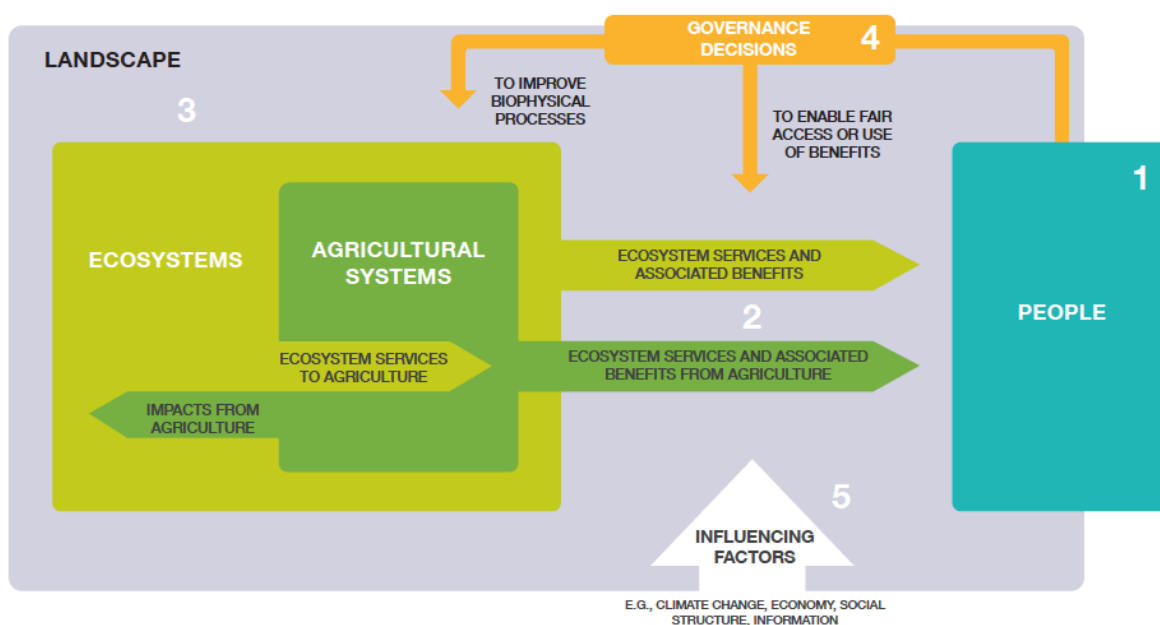 GOVERNANCE
DECISIONS
4
LANDSCAPE
3
TO IMPROVE
BIOPHYSICAL
PROCESSES
TO ENABLE FAIR
ACCESS OR USE
OF BENEFITS
1
ECOSYSTEMS
AGRICULTURAL
SYSTEMS
ECOSYSTEM SERVICES AND
ASSOCIATED BENEFITS
2
PEOPLE
ECOSYSTEM SERVICES
TO AGRICULTURE
ECOSYSTEM SERVICES AND ASSOCIATED
BENEFITS FROM AGRICULTURE
IMPACTS FROM
AGRICULTURE
5
INFLUENCING
FACTORS
E.G., CLIMATE CHANGE, ECONOMY, SOCIAL
STRUCTURE, INFORMATION